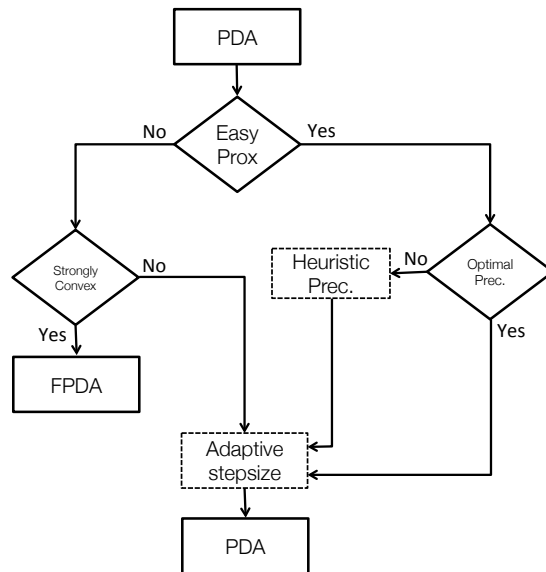 PDA
No
Easy
Prox
Yes
Strongly
Convex
No
Yes
FPDA
Heuristic
Prec.
No
Optimal
Prec.
Yes
Adaptive
stepsize
PDA